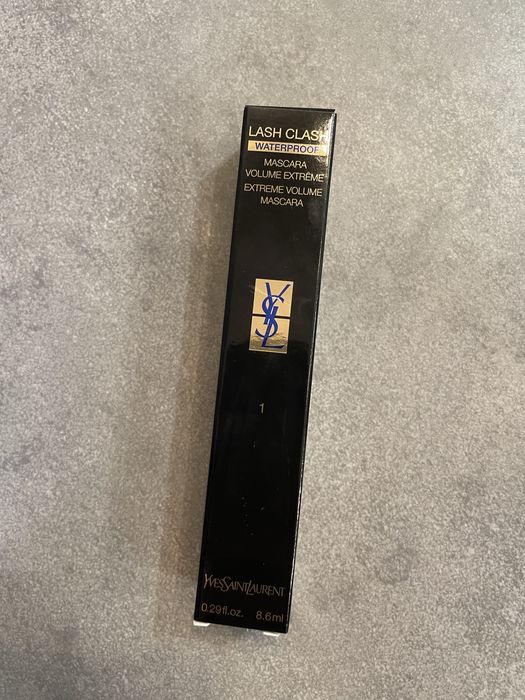 LASH CLASH
WATERPROOF
MASCARA
VOLUME EXTRÊME
EXTREME VOLUME
MASCARA
YSL
1
YVESSAINTLAURENT
0.29fl.oz. 8.6ml